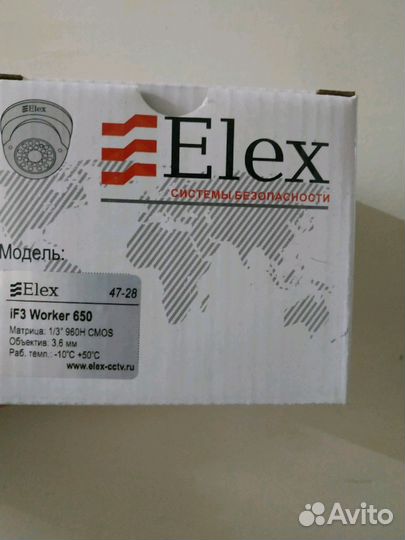 Elex
Elex
СИСТЕМЫ БЕЗОПАСНОСТИ
Модель:
Elex 47-28
iF3 Worker 650
Матрица: 1/3" 960H CMOS
Объектив: 3,6 мм
Раб. темп.: -10°C +50°C
www.elex-cctv.ru
Avito